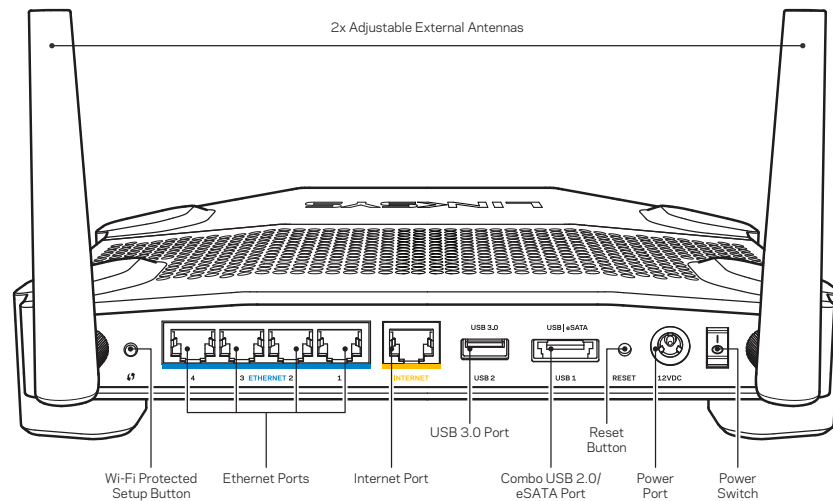 2x Adjustable External Antennas
LINKSYS
USB 3.0
USB | eSATA
4
3 ETHERNET 2
1
INTERNET
USB 2
USB 1
RESET
12VDC
USB 3.0 Port
Reset
Button
Wi-Fi Protected
Setup Button
Ethernet Ports
Internet Port
Combo USB 2.0/
eSATA Port
Power
Port
Power
Switch